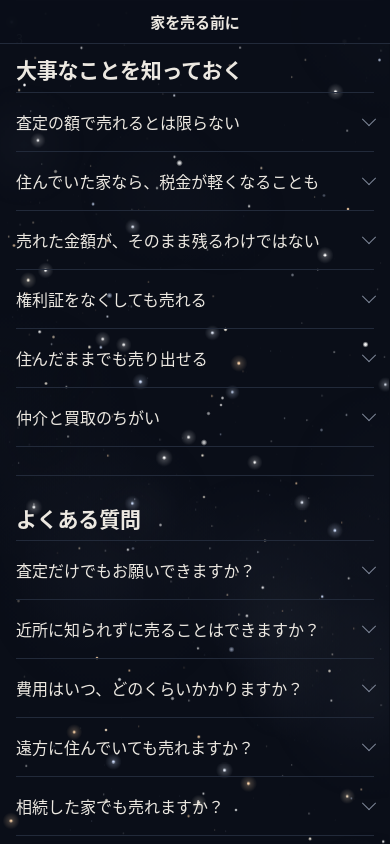 家を売る前に
大事なことを知っておく
査定の額で売れるとは限らない
住んでいた家なら、税金が軽くなることも
売れた金額が、そのまま残るわけではない
権利証をなくしても売れる
住んだままでも売り出せる
仲介と買取のちがい
よくある質問
査定だけでもお願いできますか？
近所に知られずに売ることはできますか？
費用はいつ、どのくらいかかりますか？
遠方に住んでいても売れますか？
相続した家でも売れますか？